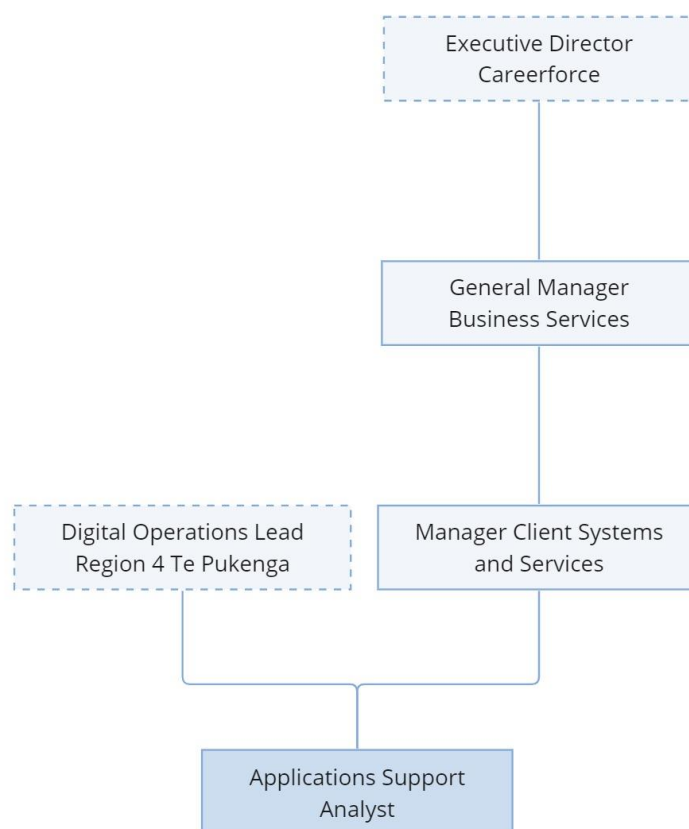 Executive Director
Careerforce
General Manager
Business Services
Digital Operations Lead
Region 4 Te Pukenga
Manager Client Systems
and Services
Applications Support
Analyst